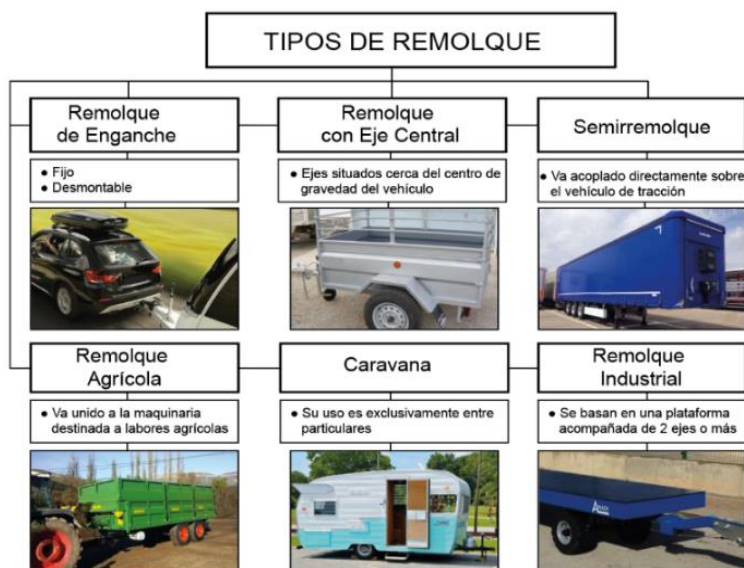 TIPOS DE REMOLQUE
Remolque
de Enganche
Remolque
con Eje Central
Semirremolque
● Fijo
● Desmontable
● Ejes situados cerca del centro de
gravedad del vehículo
● Va acoplado directamente sobre
el vehículo de tracción
Remolque
Agrícola
Caravana
Remolque
Industrial
● Va unido a la maquinaria
destinada a labores agrícolas
● Su uso es exclusivamente entre
particulares
● Se basan en una plataforma
acompañada de 2 ejes o más